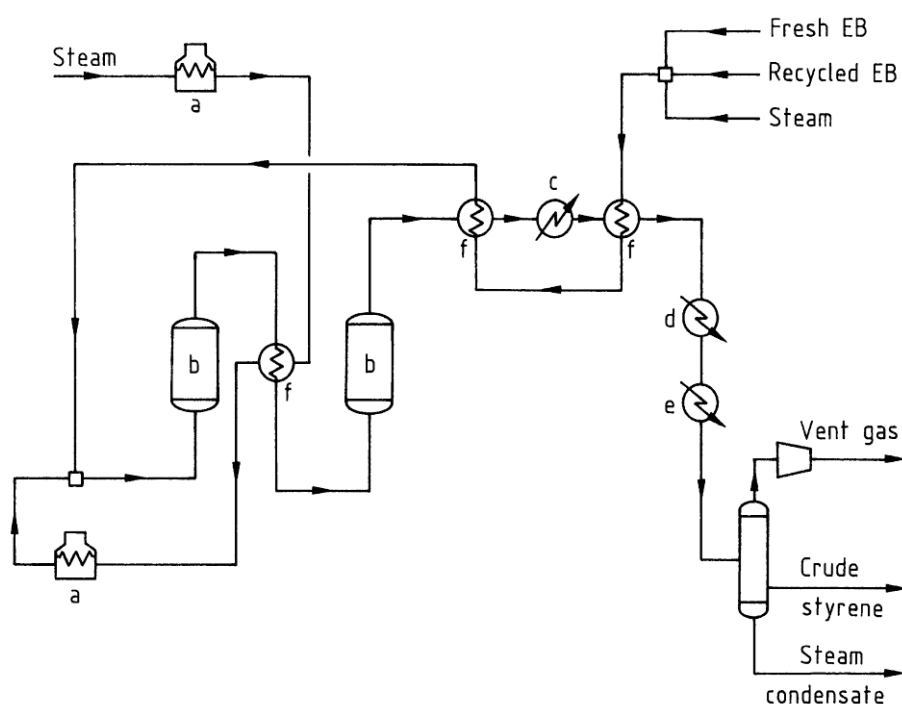 Fresh EB
Steam
Recycled EB
a
Steam
c
f
f
d
b
f
b
e
Vent gas
a
Crude
styrene
Steam
condensate